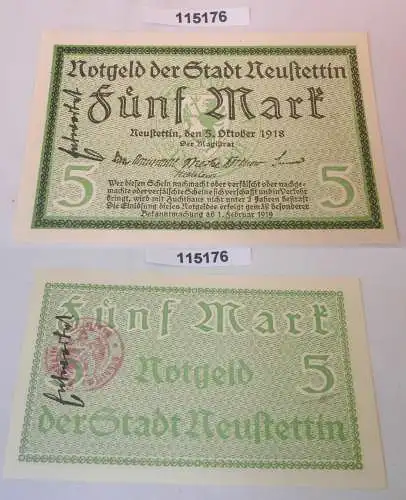 115176
Notgeld der Stadt Neustettin
Fünf Mark
Neustettin, den 5. Oktober 1918
Der Magistrat
5 5
Wer diesen Schein nachmacht oder verfälscht oder nachge-
machte oder verfälschte Scheine sich verschafft und in Verkehr
bringt, wird mit Zuchthaus nicht unter 2 Jahren bestraft
Die Einlösung dieses Notgeldes erfolgt gemäß besonderer
Bekanntmachung ab 1. Februar 1919
115176
Fünf Mark
5 Notgeld 5
der Stadt Neustettin